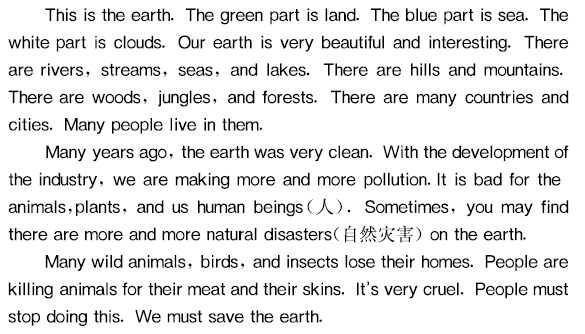 This is the earth. The green part is land. The blue part is sea. The
white part is clouds. Our earth is very beautiful and interesting. There
are rivers, streams, seas, and lakes. There are hills and mountains.
There are woods, jungles, and forests. There are many countries and
cities. Many people live in them.
Many years ago, the earth was very clean. With the development of
the industry, we are making more and more pollution. It is bad for the
animals,plants, and us human beings(人). Sometimes, you may find
there are more and more natural disasters(自然灾害) on the earth.
Many wild animals, birds, and insects lose their homes. People are
killing animals for their meat and their skins. It's very cruel. People must
stop doing this. We must save the earth.